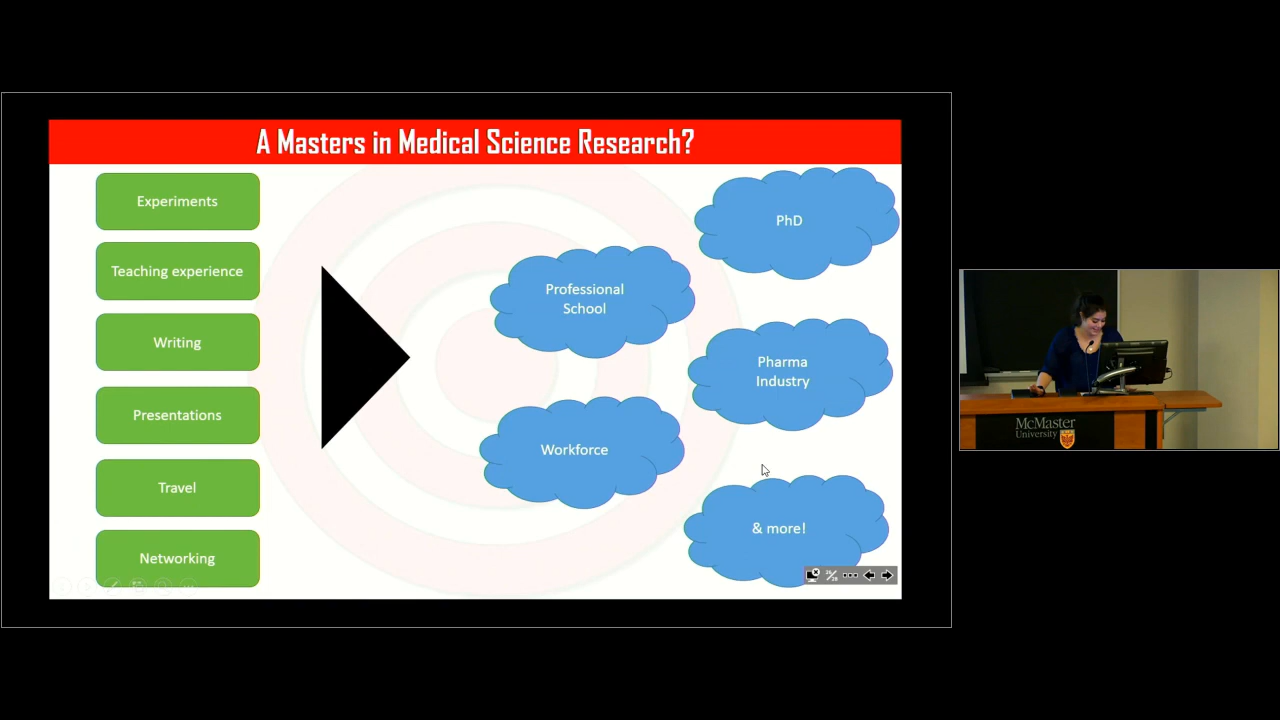 A Masters in Medical Science Research?
Experiments
Teaching experience
Writing
Presentations
Travel
Networking
PhD
Professional
School
Pharma
Industry
Workforce
& more!
McMaster
University